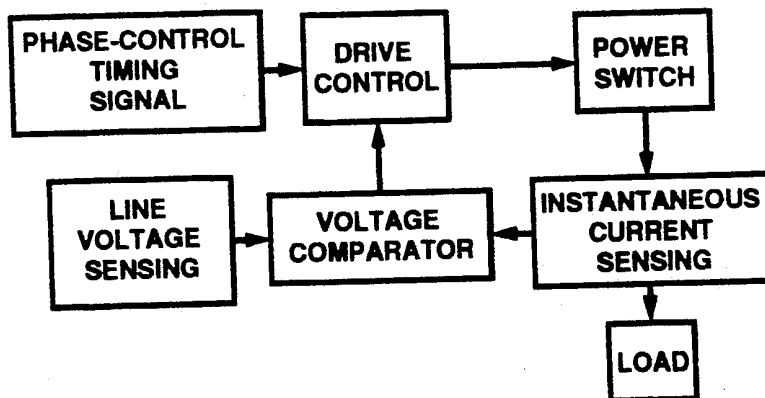 PHASE-CONTROL
TIMING
SIGNAL
DRIVE
CONTROL
POWER
SWITCH
LINE
VOLTAGE
SENSING
VOLTAGE
COMPARATOR
INSTANTANEOUS
CURRENT
SENSING
LOAD